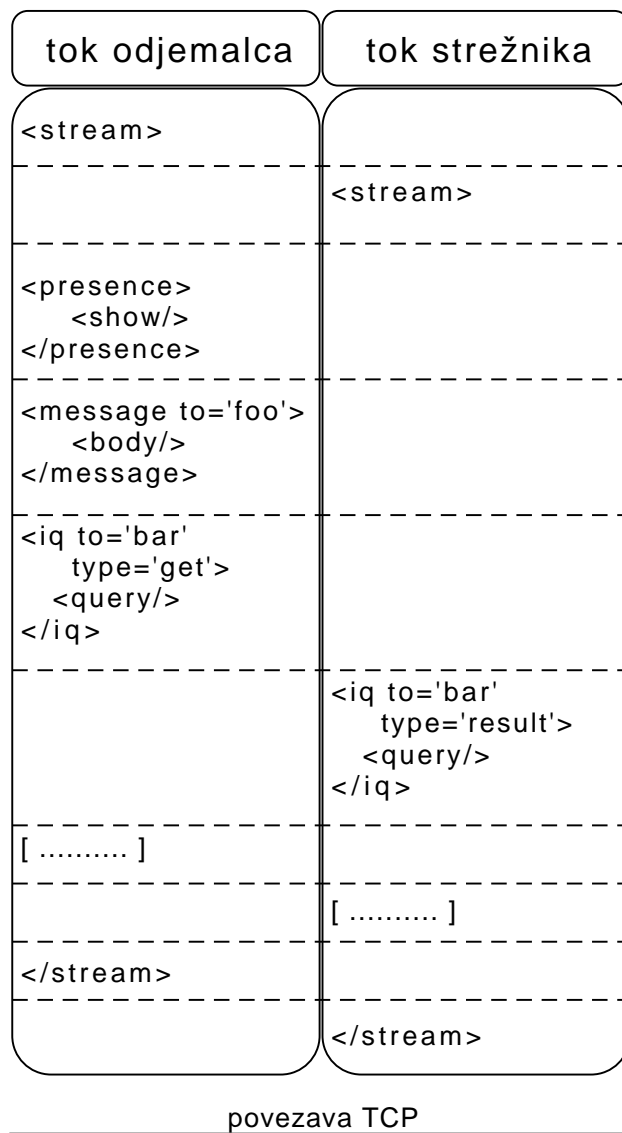 tok odjemalca
tok strežnika
<stream>
<stream>
<presence>
<show/>
</presence>
<message to='foo'>
<body/>
</message>
<iq to='bar'
type='get'>
<query/>
</iq>
<iq to='bar'
type='result'>
<query/>
</iq>
[ .......... ]
[ .......... ]
</stream>
</stream>
povezava TCP